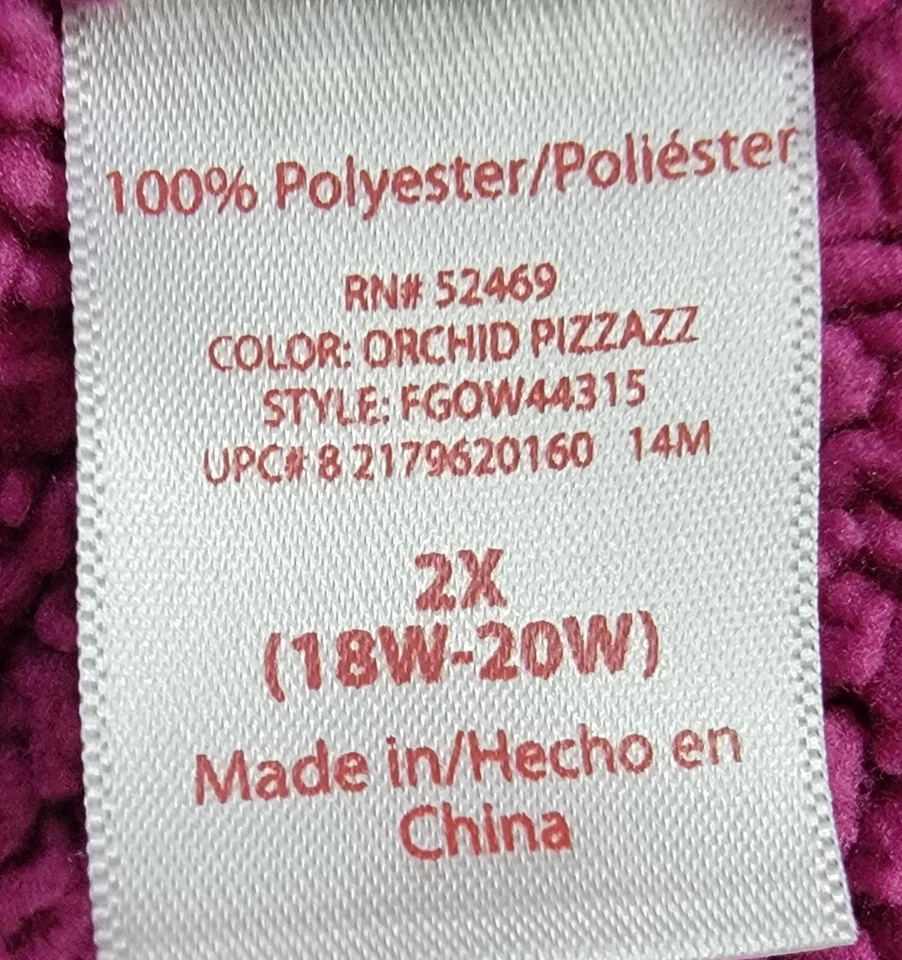 100% Polyester/Poliéster
RN# 52469
COLOR: ORCHID PIZZAZZ
STYLE: FGOW44315
UPC# 8 2179620160 14M
2X
(18W-20W)
Made in/Hecho en
China